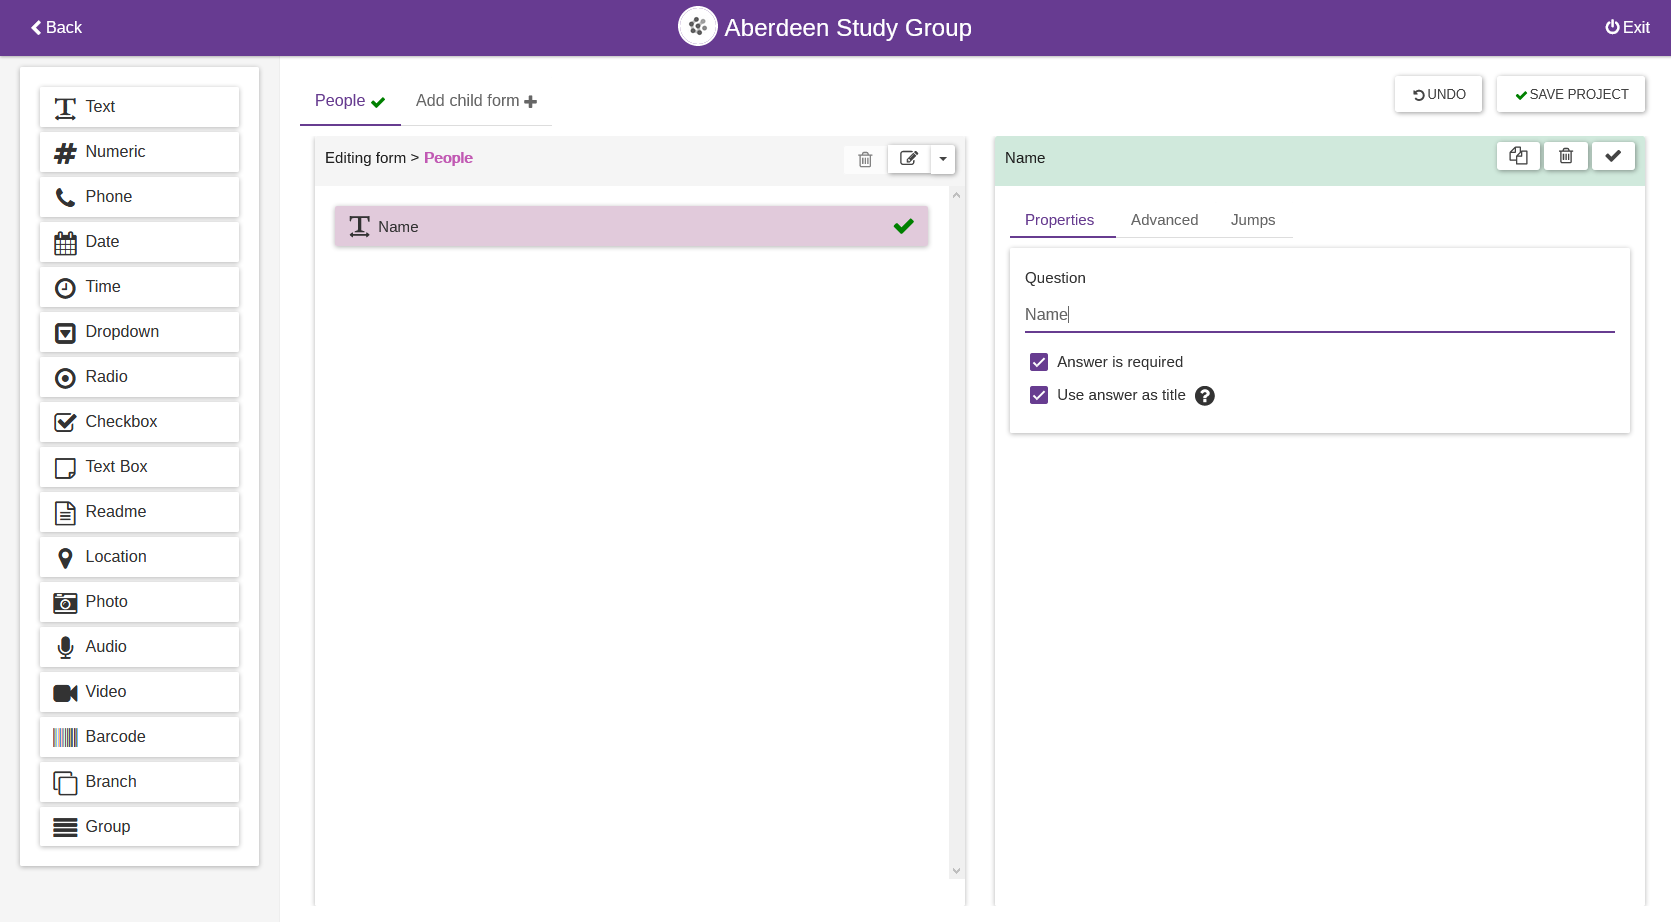 Back
Aberdeen Study Group
Exit
Text
Numeric
Phone
Date
Time
Dropdown
Radio
Checkbox
Text Box
Readme
Location
Photo
Audio
Video
Barcode
Branch
Group
People
Add child form
UNDO
SAVE PROJECT
Editing form > People
Name
Name
Properties
Advanced
Jumps
Question
Name
Answer is required
Use answer as title